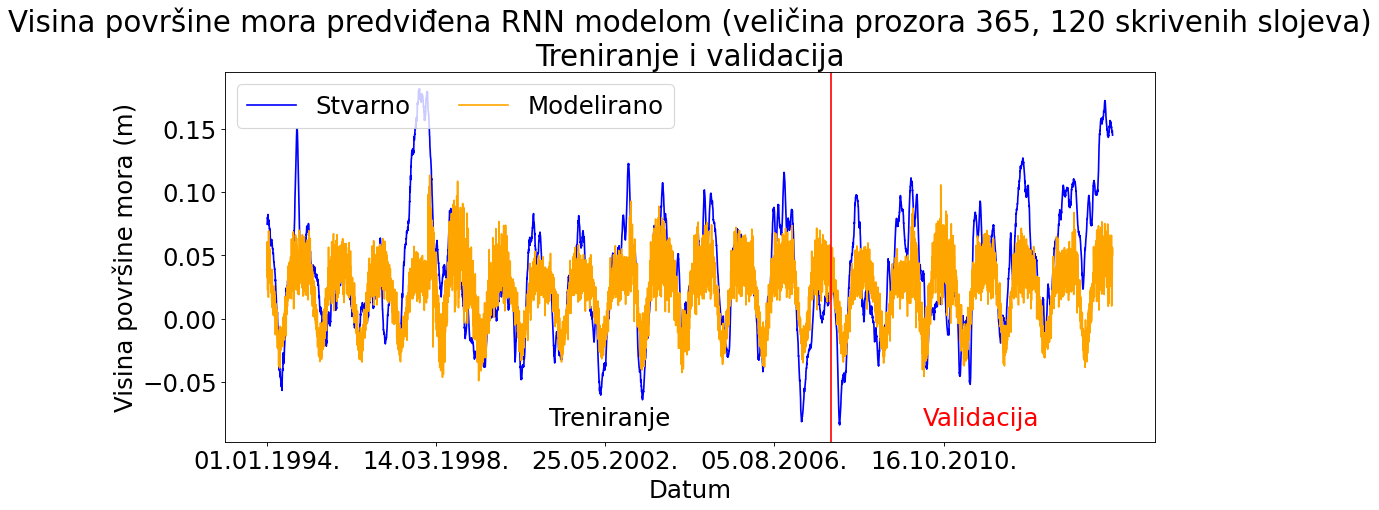 Visina površine mora predviđena RNN modelom (veličina prozora 365, 120 skrivenih slojeva)
Treniranje i validacija
Stvarno
Modelirano
Visina površine mora (m)
0.15
0.10
0.05
0.00
−0.05
Treniranje
Validacija
01.01.1994.
14.03.1998.
25.05.2002.
05.08.2006.
16.10.2010.
Datum